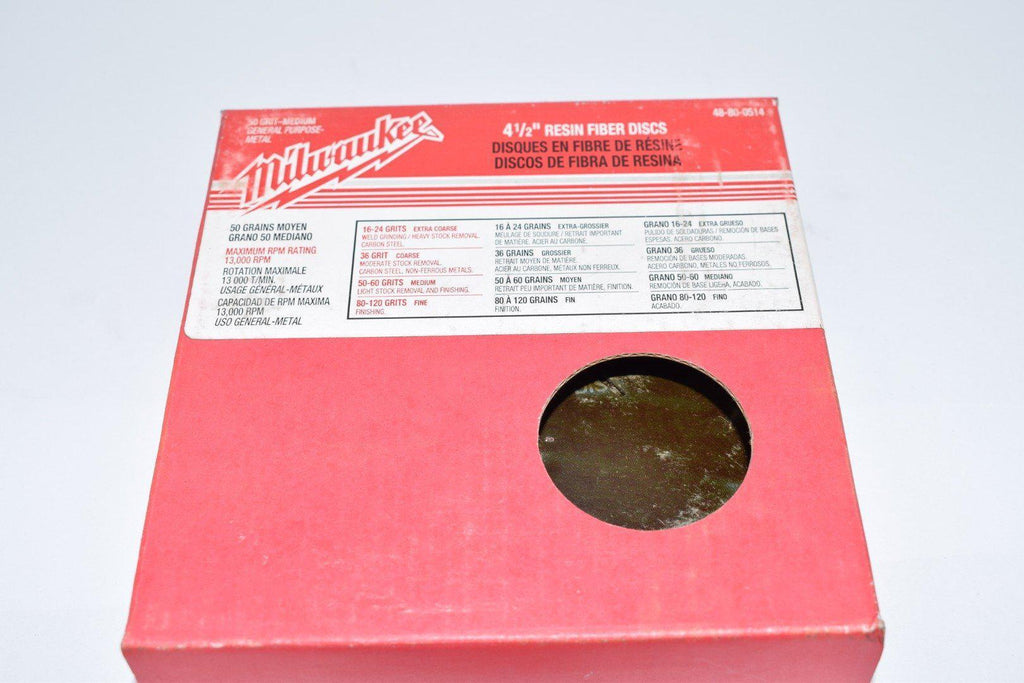 50 GRIT-MEDIUM
GENERAL PURPOSE-
METAL
Milwaukee
4 1/2" RESIN FIBER DISCS
DISQUES EN FIBRE DE RÉSINE
DISCOS DE FIBRA DE RESINA
48-80-0514
50 GRAINS MOYEN
GRANO 50 MEDIANO
MAXIMUM RPM RATING
13,000 RPM
ROTATION MAXIMALE
13 000 T/MIN.
USAGE GÉNÉRAL-MÉTAUX
CAPACIDAD DE RPM MAXIMA
13,000 RPM
USO GENERAL-METAL
16-24 GRITS EXTRA COARSE
WELD GRINDING / HEAVY STOCK REMOVAL.
CARBON STEEL.
36 GRIT COARSE
MODERATE STOCK REMOVAL.
CARBON STEEL, NON-FERROUS METALS.
50-60 GRITS MEDIUM
LIGHT STOCK REMOVAL AND FINISHING.
80-120 GRITS FINE
FINISHING.
16 À 24 GRAINS EXTRA-GROSSIER
MEULAGE DE SOUDURE / RETRAIT IMPORTANT
DE MATIÈRE. ACIER AU CARBONE.
36 GRAINS GROSSIER
RETRAIT MOYEN DE MATIÈRE.
ACIER AU CARBONE, MÉTAUX NON FERREUX.
50 À 60 GRAINS MOYEN
RETRAIT PEU IMPORTANT DE MATIÈRE, FINITION.
80 À 120 GRAINS FIN
FINITION.
GRANO 16-24 EXTRA GRUESO
PULIDO DE SOLDADURAS / REMOCIÓN DE BASES
ESPESAS. ACERO CARBONO.
GRANO 36 GRUESO
REMOCIÓN DE BASES MODERADAS.
ACERO CARBONO, METALES NO FERROSOS.
GRANO 50-60 MEDIANO
REMOCIÓN DE BASE LIGERA, ACABADO.
GRANO 80-120 FINO
ACABADO.